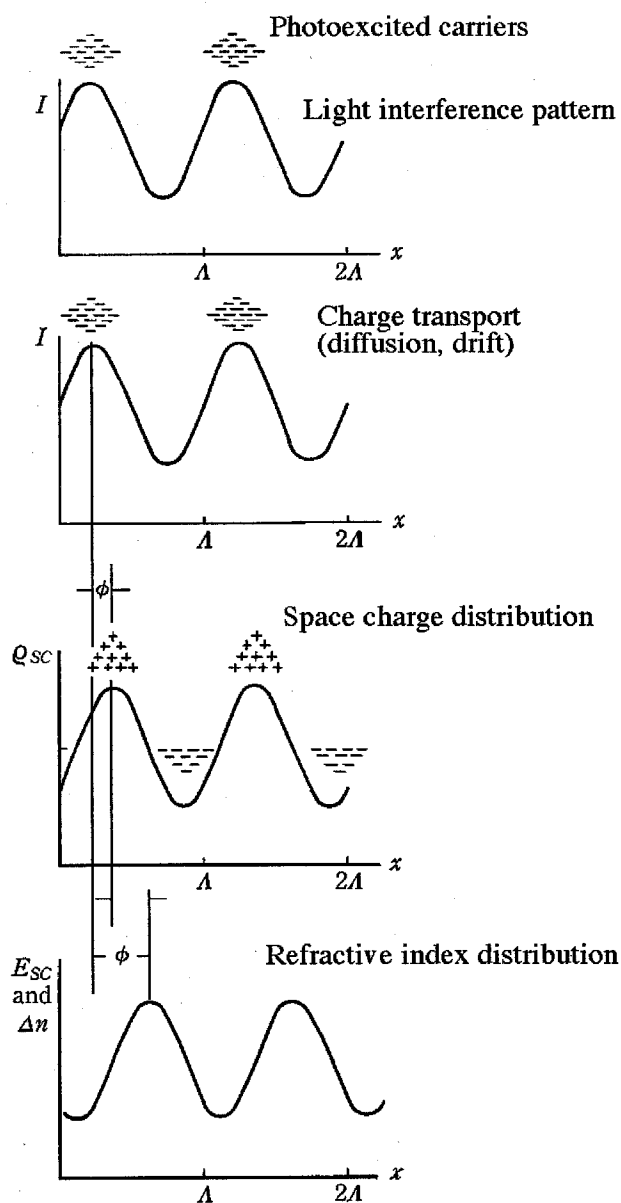 Photoexcited carriers
I
Light interference pattern
x
Λ 2Λ
Charge transport
(diffusion, drift)
I
x
Λ 2Λ
ϕ
Space charge distribution
ϱSC
x
Λ 2Λ
Refractive index distribution
ϕ
ESC
and
Δn
x
Λ 2Λ